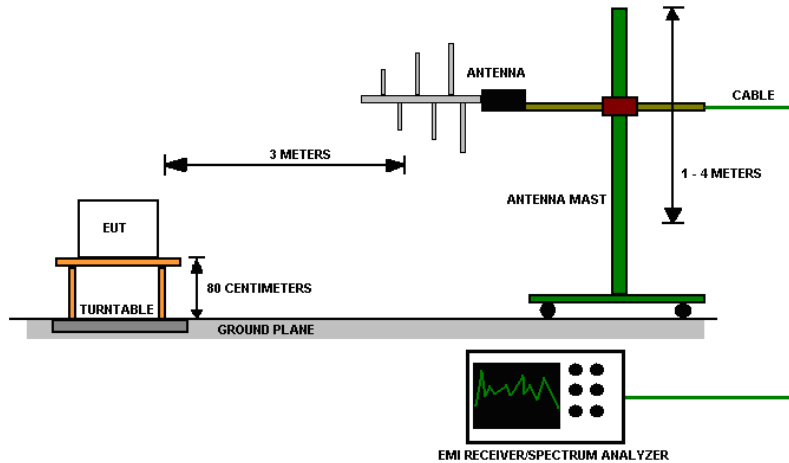 ANTENNA
CABLE
3 METERS
1 - 4 METERS
ANTENNA MAST
EUT
80 CENTIMETERS
TURNTABLE
GROUND PLANE
EMI RECEIVER/SPECTRUM ANALYZER